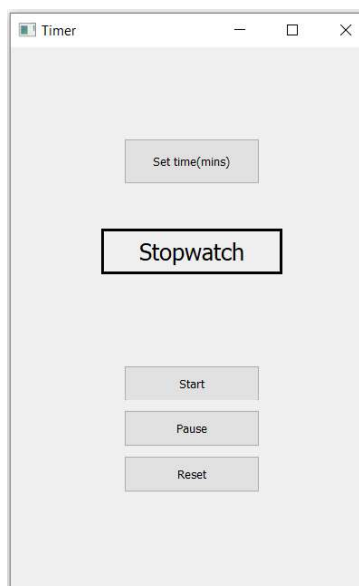 Timer
Set time(mins)
Stopwatch
Start
Pause
Reset